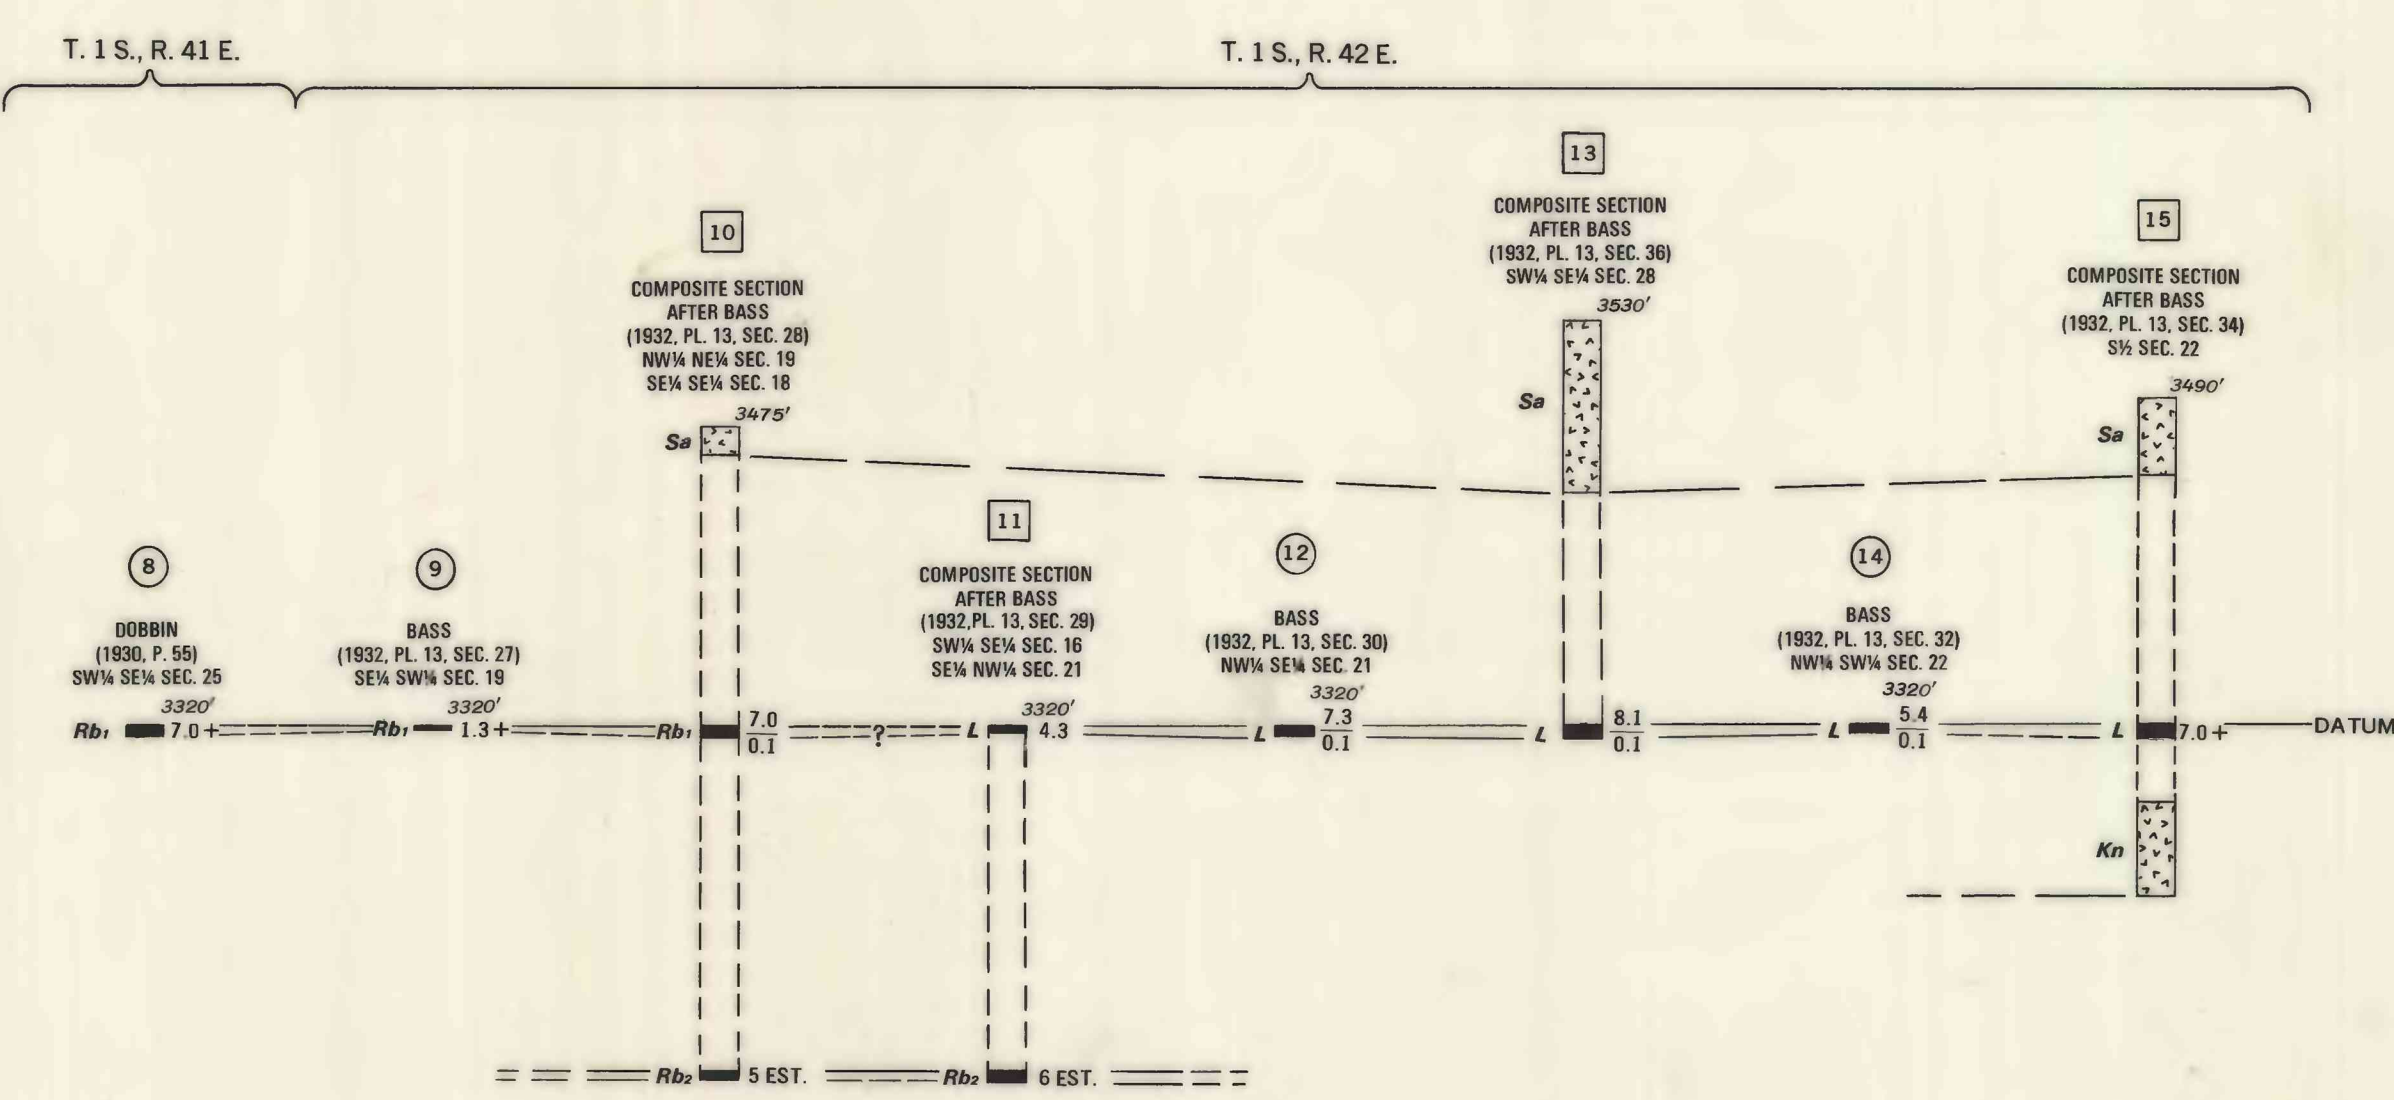 T. 1 S., R. 41 E.
T. 1 S., R. 42 E.
8
DOBBIN
(1930, P. 55)
SW¼ SE¼ SEC. 25
3320'
Rb₁ 7.0+
9
BASS
(1932, PL. 13, SEC. 27)
SE¼ SW¼ SEC. 19
3320'
Rb₁ 1.3+
10
COMPOSITE SECTION
AFTER BASS
(1932, PL. 13, SEC. 28)
NW¼ NE¼ SEC. 19
SE¼ SE¼ SEC. 18
3475'
Sa
Rb₁ 7.0
0.1
?
Rb₂ 5 EST.
11
COMPOSITE SECTION
AFTER BASS
(1932, PL. 13, SEC. 29)
SW¼ SE¼ SEC. 16
SE¼ NW¼ SEC. 21
3320'
L 4.3
Rb₂ 6 EST.
12
BASS
(1932, PL. 13, SEC. 30)
NW¼ SE¼ SEC. 21
3320'
L 7.3
0.1
13
COMPOSITE SECTION
AFTER BASS
(1932, PL. 13, SEC. 36)
SW¼ SE¼ SEC. 28
3530'
Sa
L 8.1
0.1
14
BASS
(1932, PL. 13, SEC. 32)
NW¼ SW¼ SEC. 22
3320'
L 5.4
0.1
15
COMPOSITE SECTION
AFTER BASS
(1932, PL. 13, SEC. 34)
S½ SEC. 22
3490'
Sa
L 7.0+
DATUM
Kn